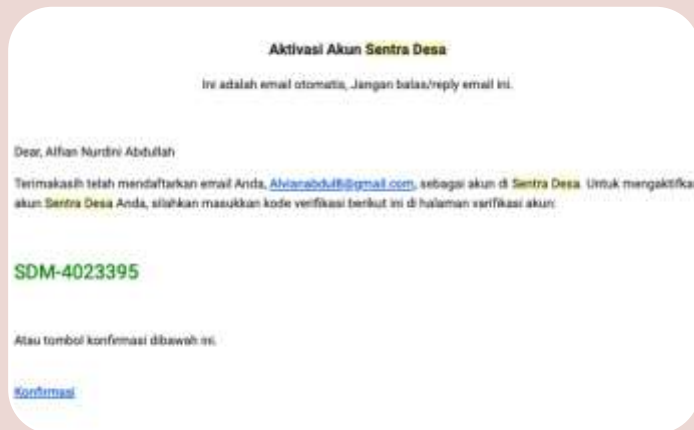 Aktivasi Akun Sentra Desa
Ini adalah email otomatis, Jangan balas/reply email ini.
Dear, Alfian Nurdini Abdullah
Terimakasih telah mendaftarkan email Anda, Alvianabdul8@gmail.com, sebagai akun di Sentra Desa. Untuk mengaktifkan
akun Sentra Desa Anda, silahkan masukkan kode verifikasi berikut ini di halaman varifikasi akun:
SDM-4023395
Atau tombol konfirmasi dibawah ini.
Konfirmasi